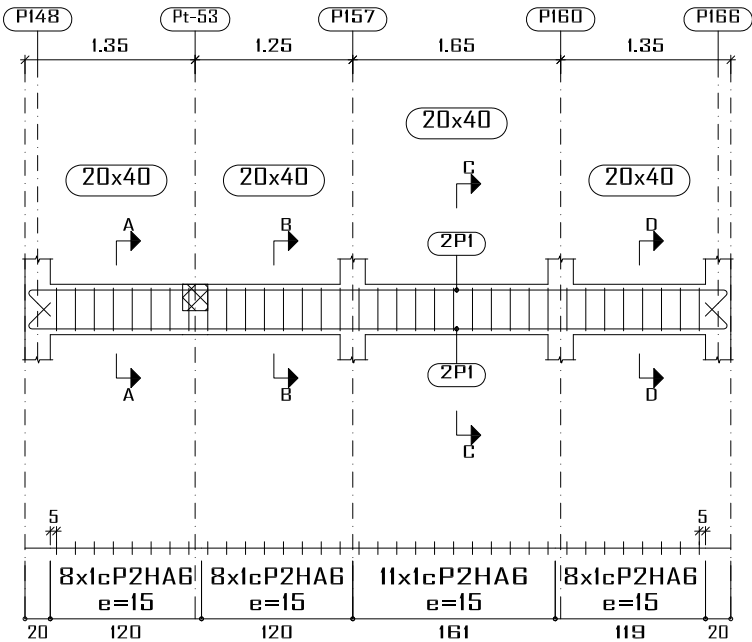 P148 Pt-53 P157 P160 P166
1.35 1.25 1.65 1.35
20x40
20x40 20x40 20x40
C
A B D
2P1
2P1
A B D
C
5 5
8x1cP2HA6 8x1cP2HA6 11x1cP2HA6 8x1cP2HA6
e=15 e=15 e=15 e=15
20 120 120 161 119 20